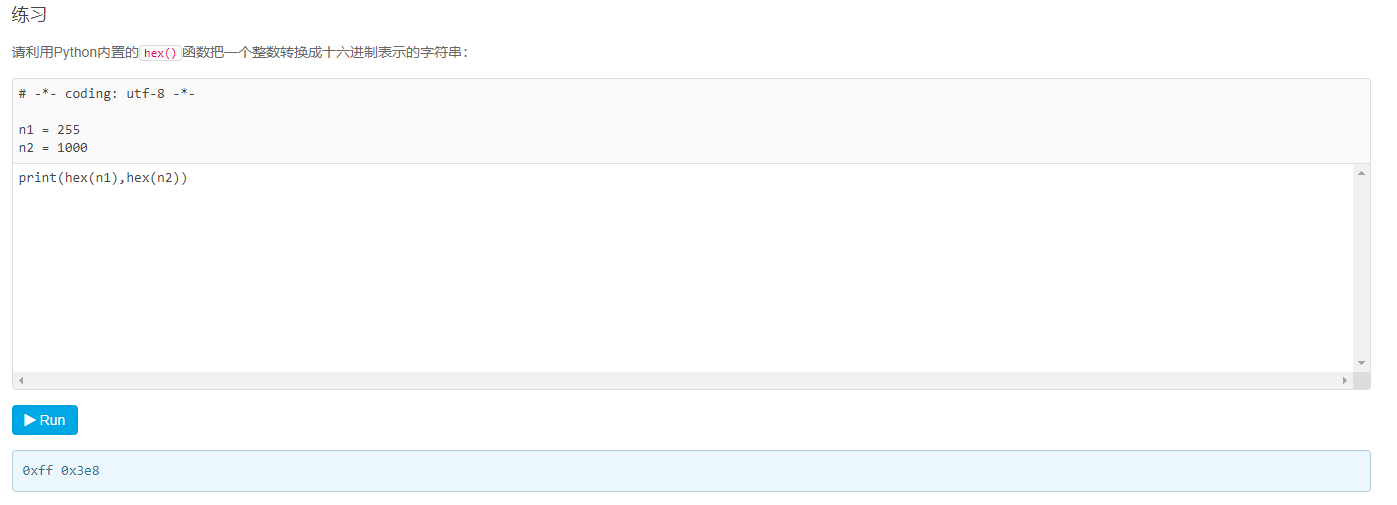 练习
请利用Python内置的hex()函数把一个整数转换成十六进制表示的字符串：
# -*- coding: utf-8 -*-
n1 = 255
n2 = 1000
print(hex(n1),hex(n2))
Run
0xff 0x3e8